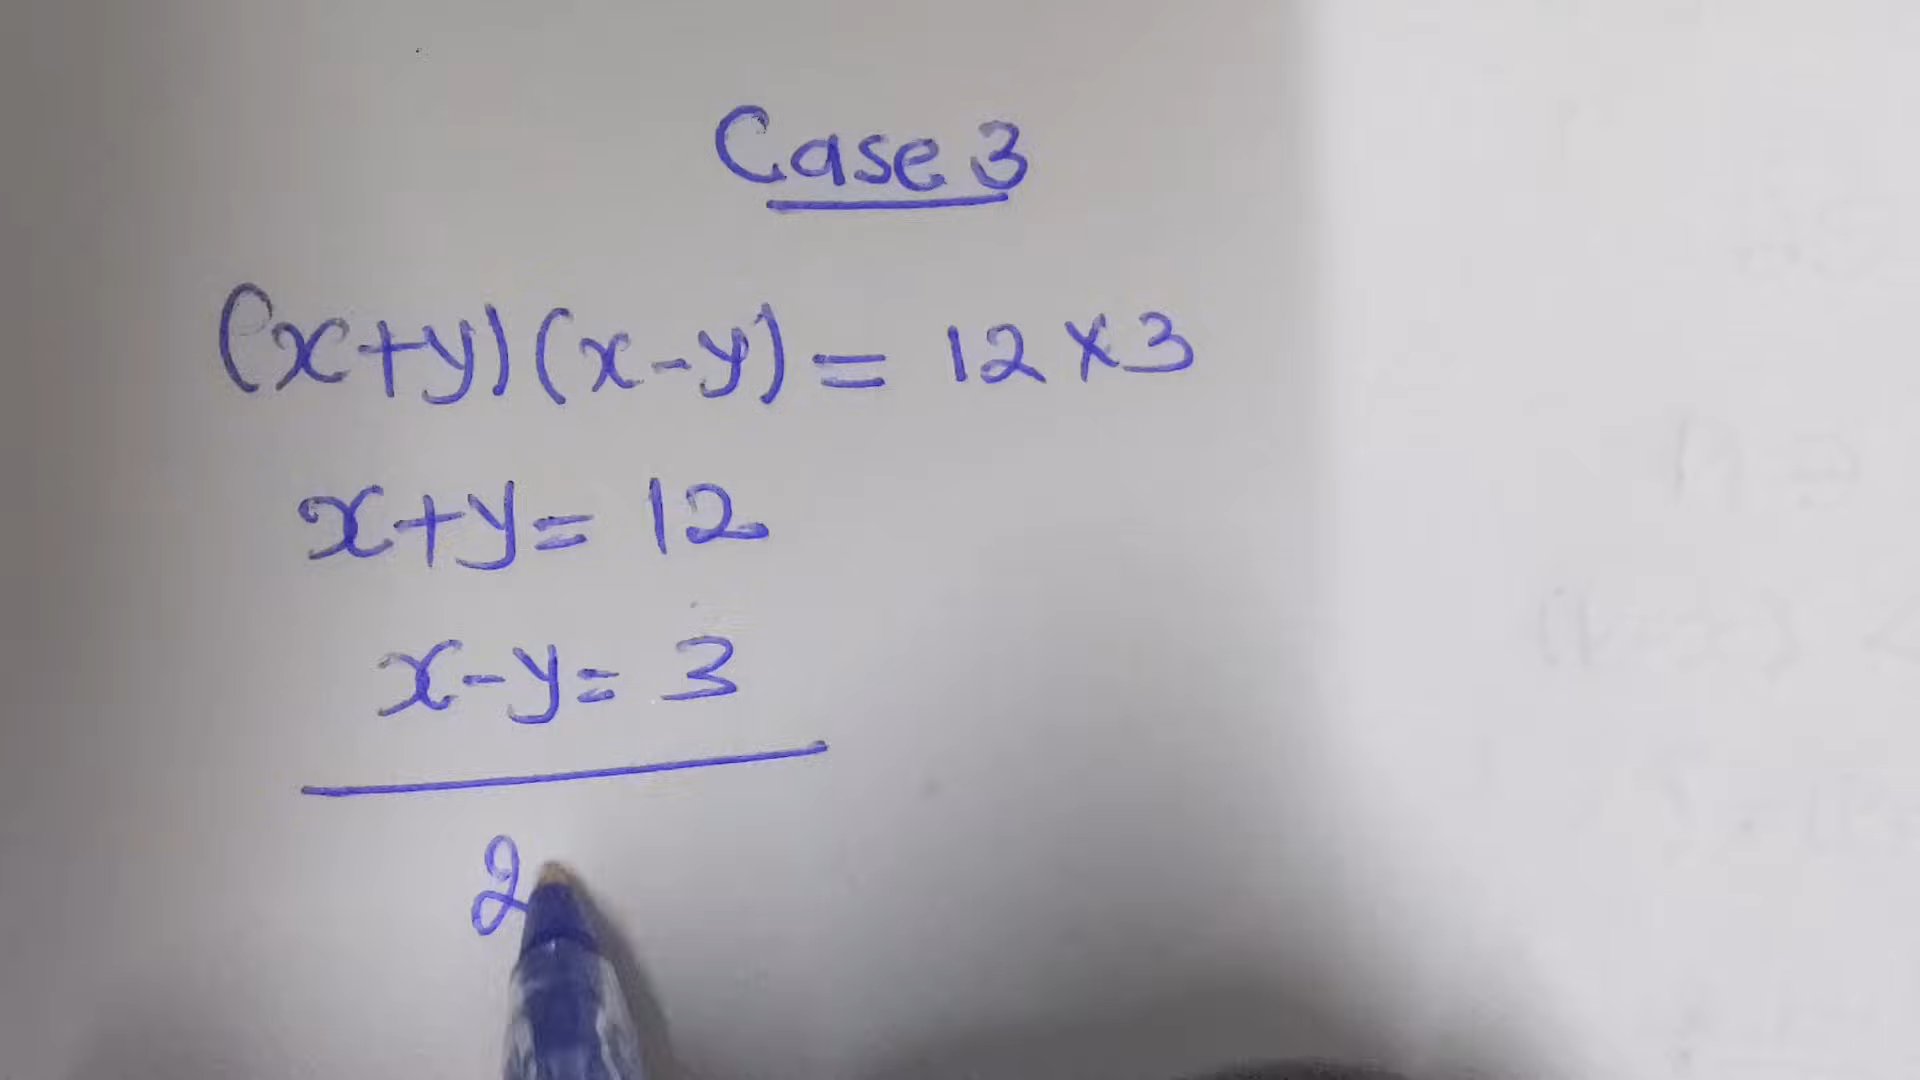 Case 3
(x+y)(x-y) = 12 × 3
x+y = 12
x-y = 3
2